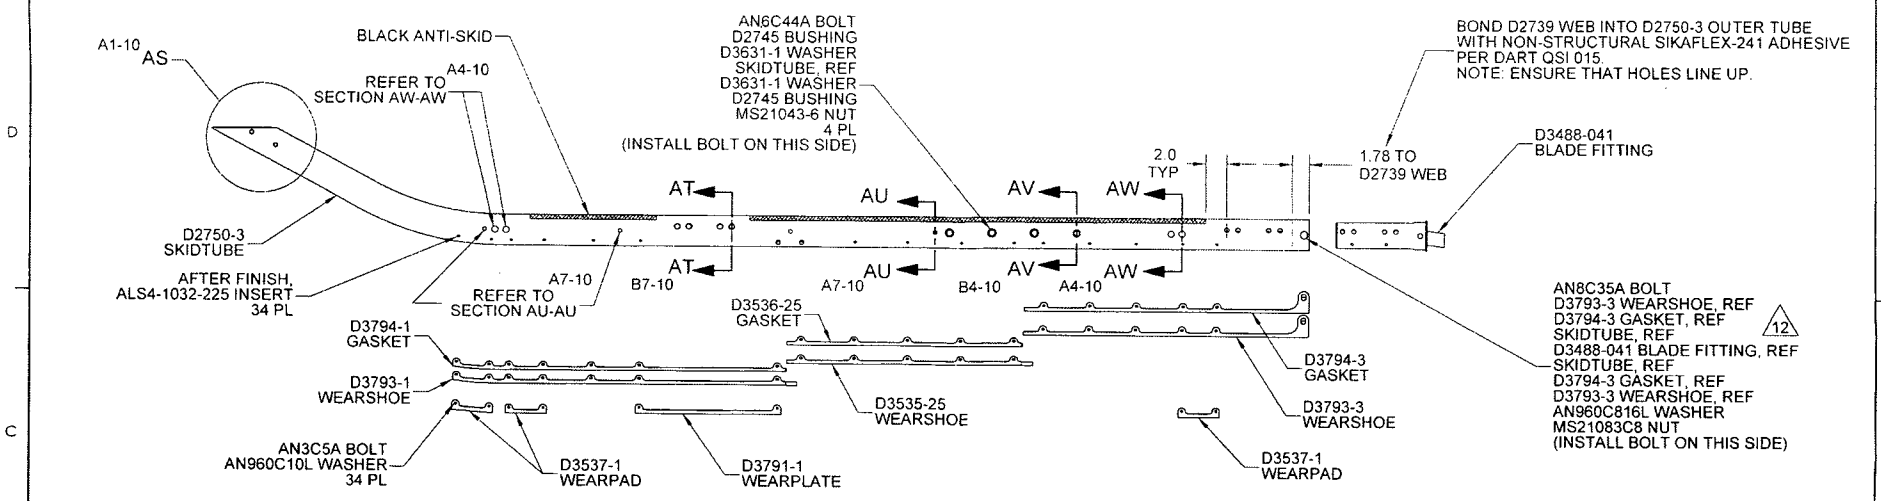 A1-10
AS
BLACK ANTI-SKID
A4-10
REFER TO
SECTION AW-AW
AN6C44A BOLT
D2745 BUSHING
D3631-1 WASHER
SKIDTUBE, REF
D3631-1 WASHER
D2745 BUSHING
MS21043-6 NUT
4 PL
(INSTALL BOLT ON THIS SIDE)
BOND D2739 WEB INTO D2750-3 OUTER TUBE
WITH NON-STRUCTURAL SIKAFLEX-241 ADHESIVE
PER DART QSI 015.
NOTE: ENSURE THAT HOLES LINE UP.
D
D3488-041
BLADE FITTING
2.0
TYP
1.78 TO
D2739 WEB
AT
AU
AV
AW
D2750-3
SKIDTUBE
AFTER FINISH,
ALS4-1032-225 INSERT
34 PL
REFER TO
SECTION AU-AU
A7-10
AT
B7-10
AU
A7-10
AV
B4-10
AW
A4-10
AN8C35A BOLT
D3793-3 WEARSHOE, REF
D3794-3 GASKET, REF
SKIDTUBE, REF
D3488-041 BLADE FITTING, REF
SKIDTUBE, REF
D3794-3 GASKET, REF
D3793-3 WEARSHOE, REF
AN960C816L WASHER
MS21083C8 NUT
(INSTALL BOLT ON THIS SIDE)
12
D3794-1
GASKET
D3536-25
GASKET
D3794-3
GASKET
D3793-1
WEARSHOE
D3535-25
WEARSHOE
D3793-3
WEARSHOE
C
AN3C5A BOLT
AN960C10L WASHER
34 PL
D3537-1
WEARPAD
D3791-1
WEARPLATE
D3537-1
WEARPAD